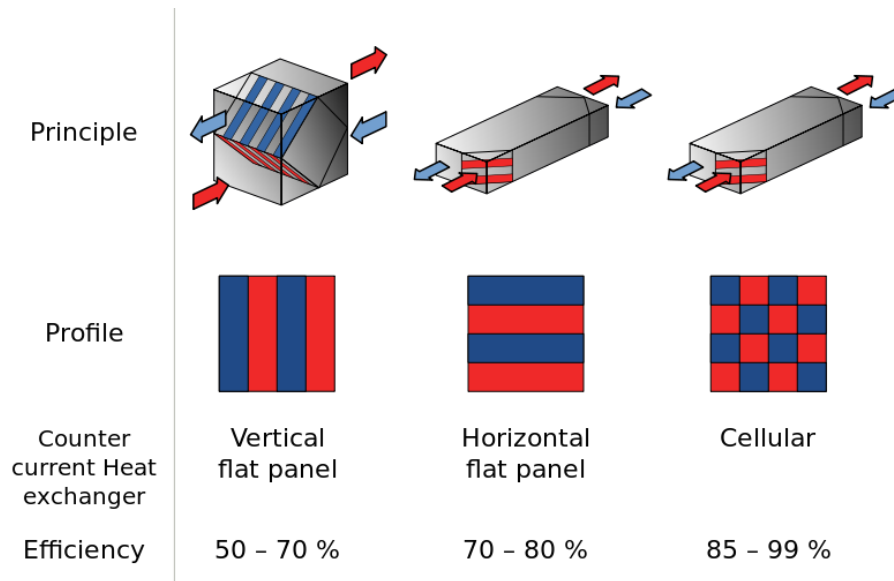 Principle
Profile
Counter
current Heat
exchanger
Vertical
flat panel
Horizontal
flat panel
Cellular
Efficiency
50 – 70 %
70 – 80 %
85 – 99 %